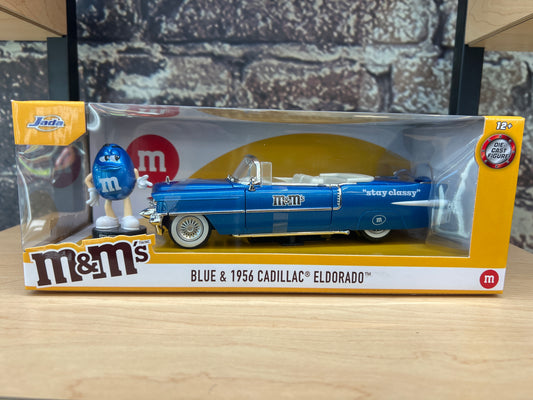 Jada
12+
DIE
CAST
FIGURE
m
m
M&M's
"stay classy"
m
m&m's
BLUE & 1956 CADILLAC® ELDORADO™
m